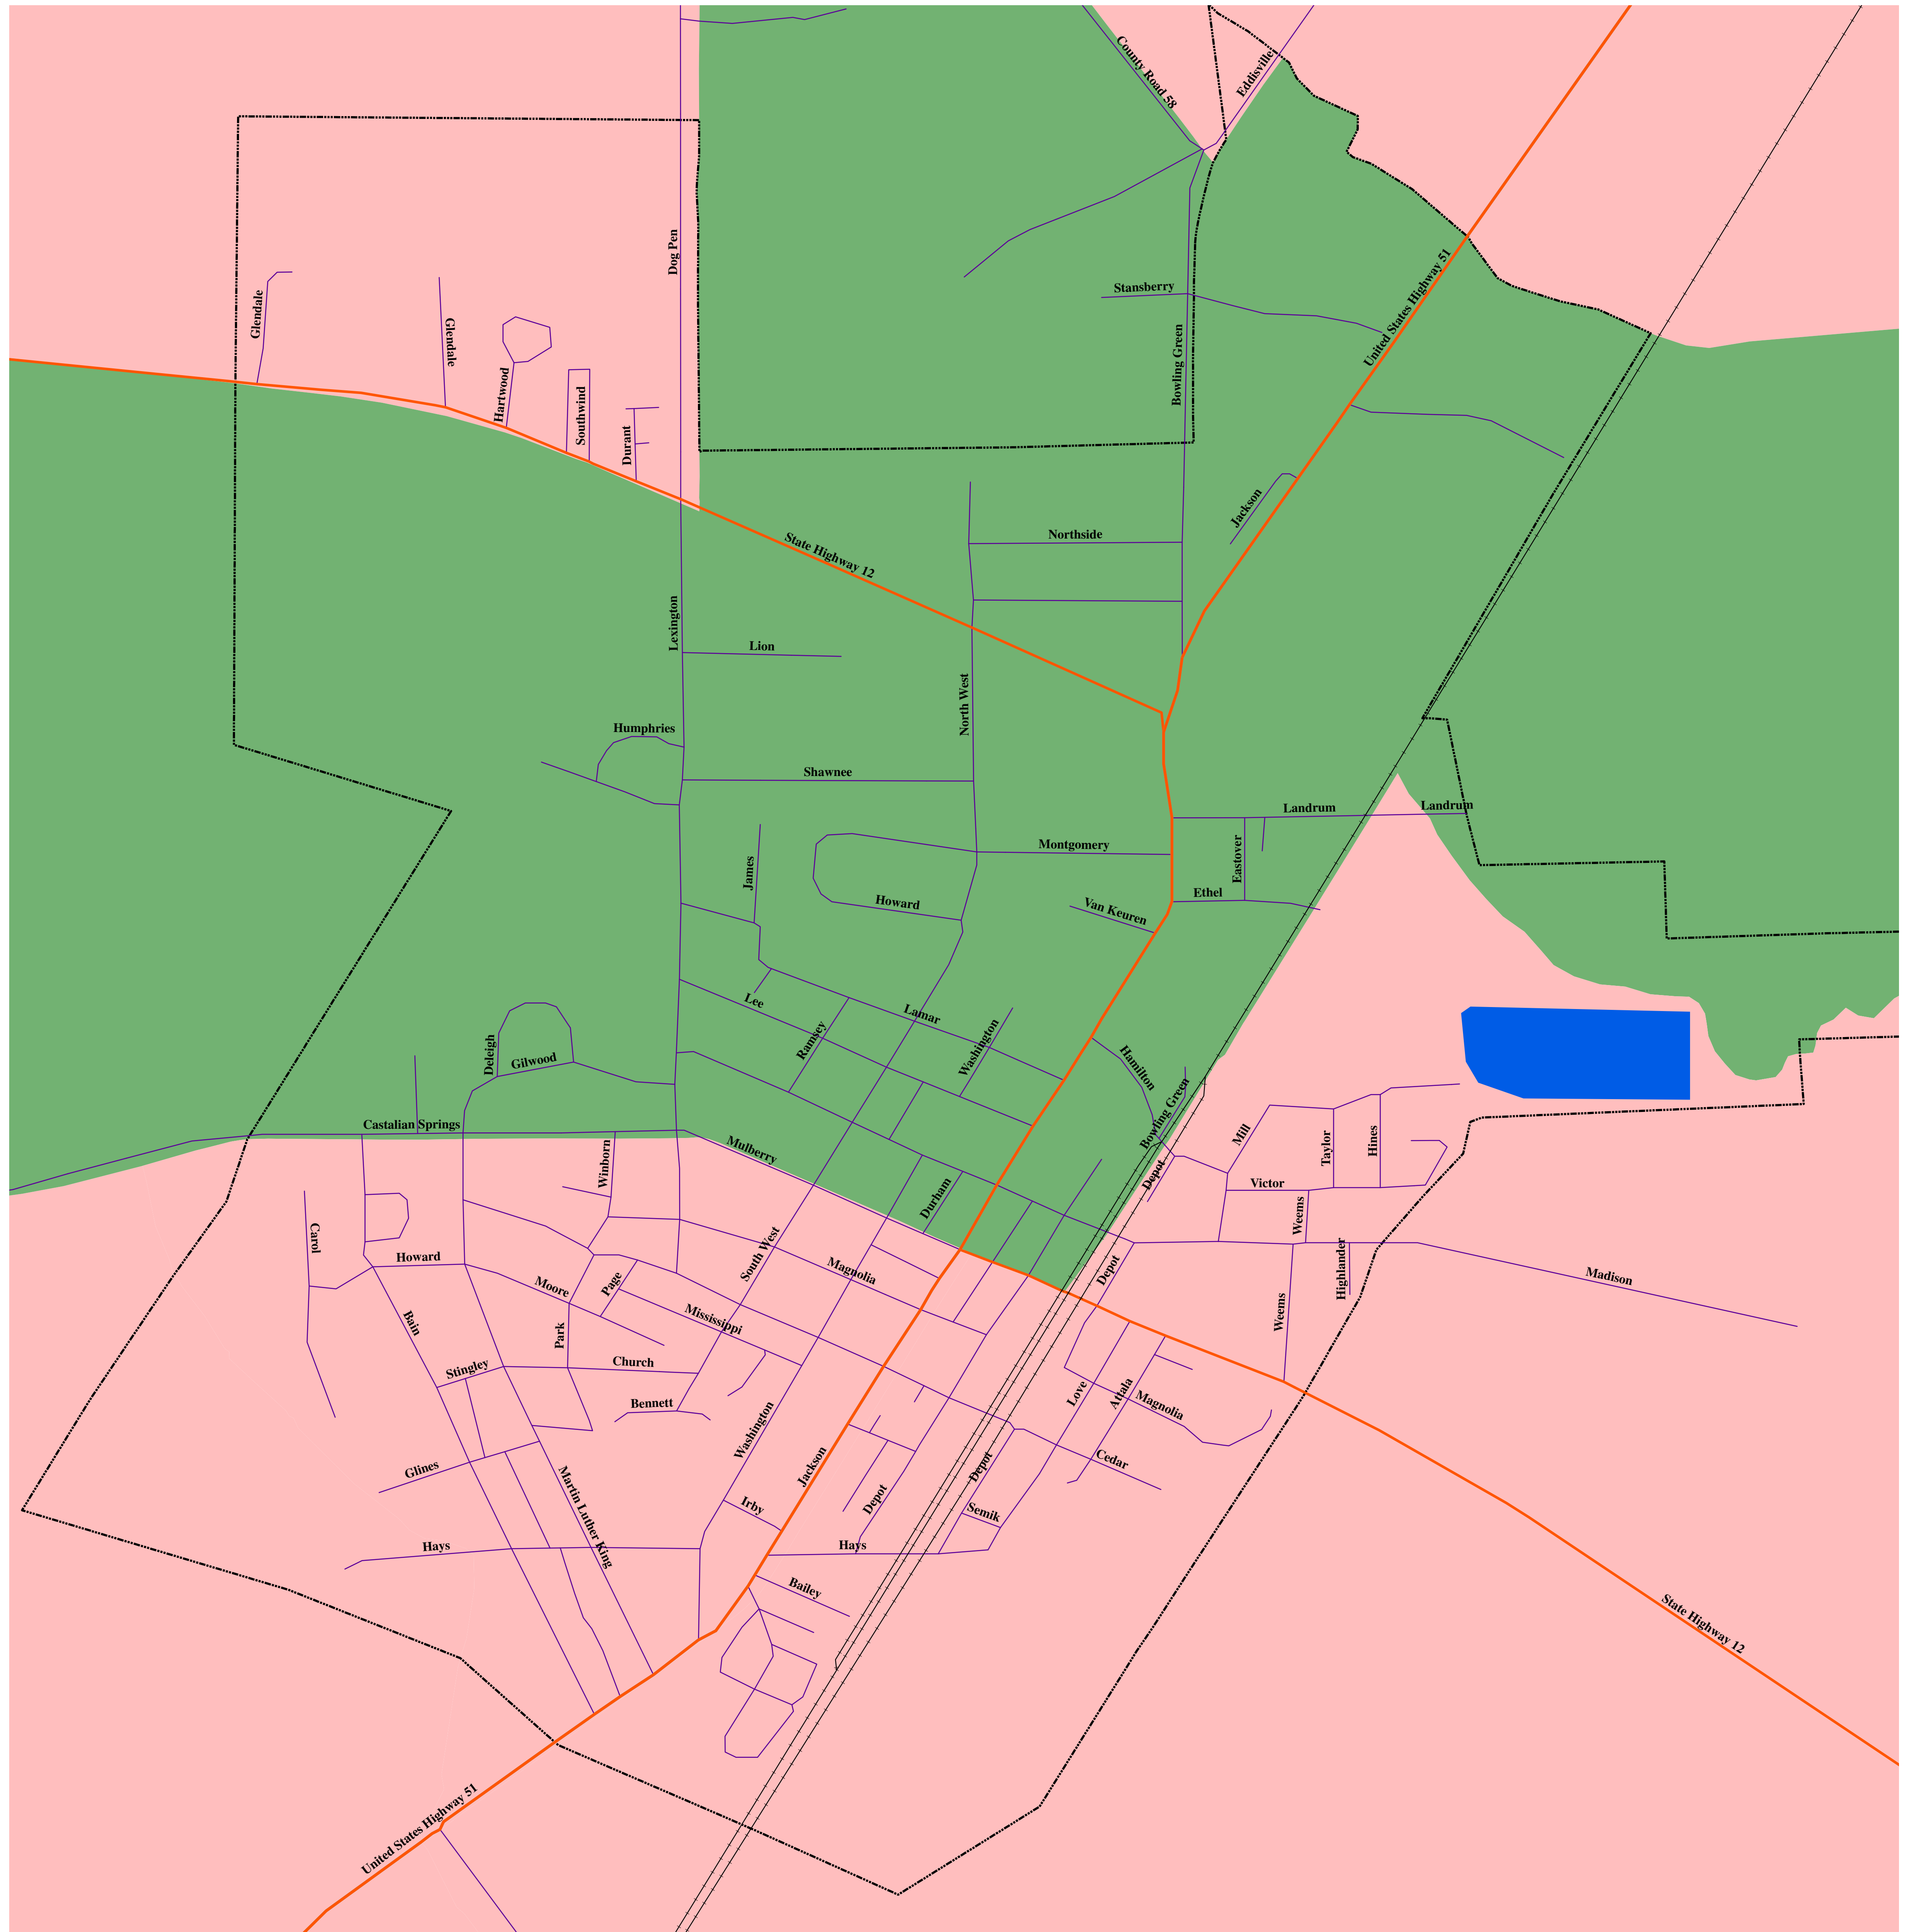 County Road 58
Eddisville
Dog Pen
Glendale
Glendale
Stansberry
United States Highway 51
Bowling Green
Hartwood
Southwind
Durant
Jackson
Northside
State Highway 12
Lexington
Lion
North West
Humphries
Shawnee
Landrum
Landrum
Montgomery
Eastover
James
Ethel
Howard
Van Keuren
Lee
Lamar
Ramsey
Washington
Deleigh
Gilwood
Hamilton
Bowling Green
Castalian Springs
Mulberry
Winborn
Mill
Taylor
Hines
Depot
Victor
Durham
Weems
Carol
South West
Howard
Magnolia
Depot
Highlander
Madison
Moore
Page
Bain
Mississippi
Weems
Park
Stingley
Church
Bennett
Love
Attala
Magnolia
Washington
Glines
Jackson
Depot
Cedar
Depot
Martin Luther King
Irby
Semik
Hays
Hays
Bailey
State Highway 12
United States Highway 51